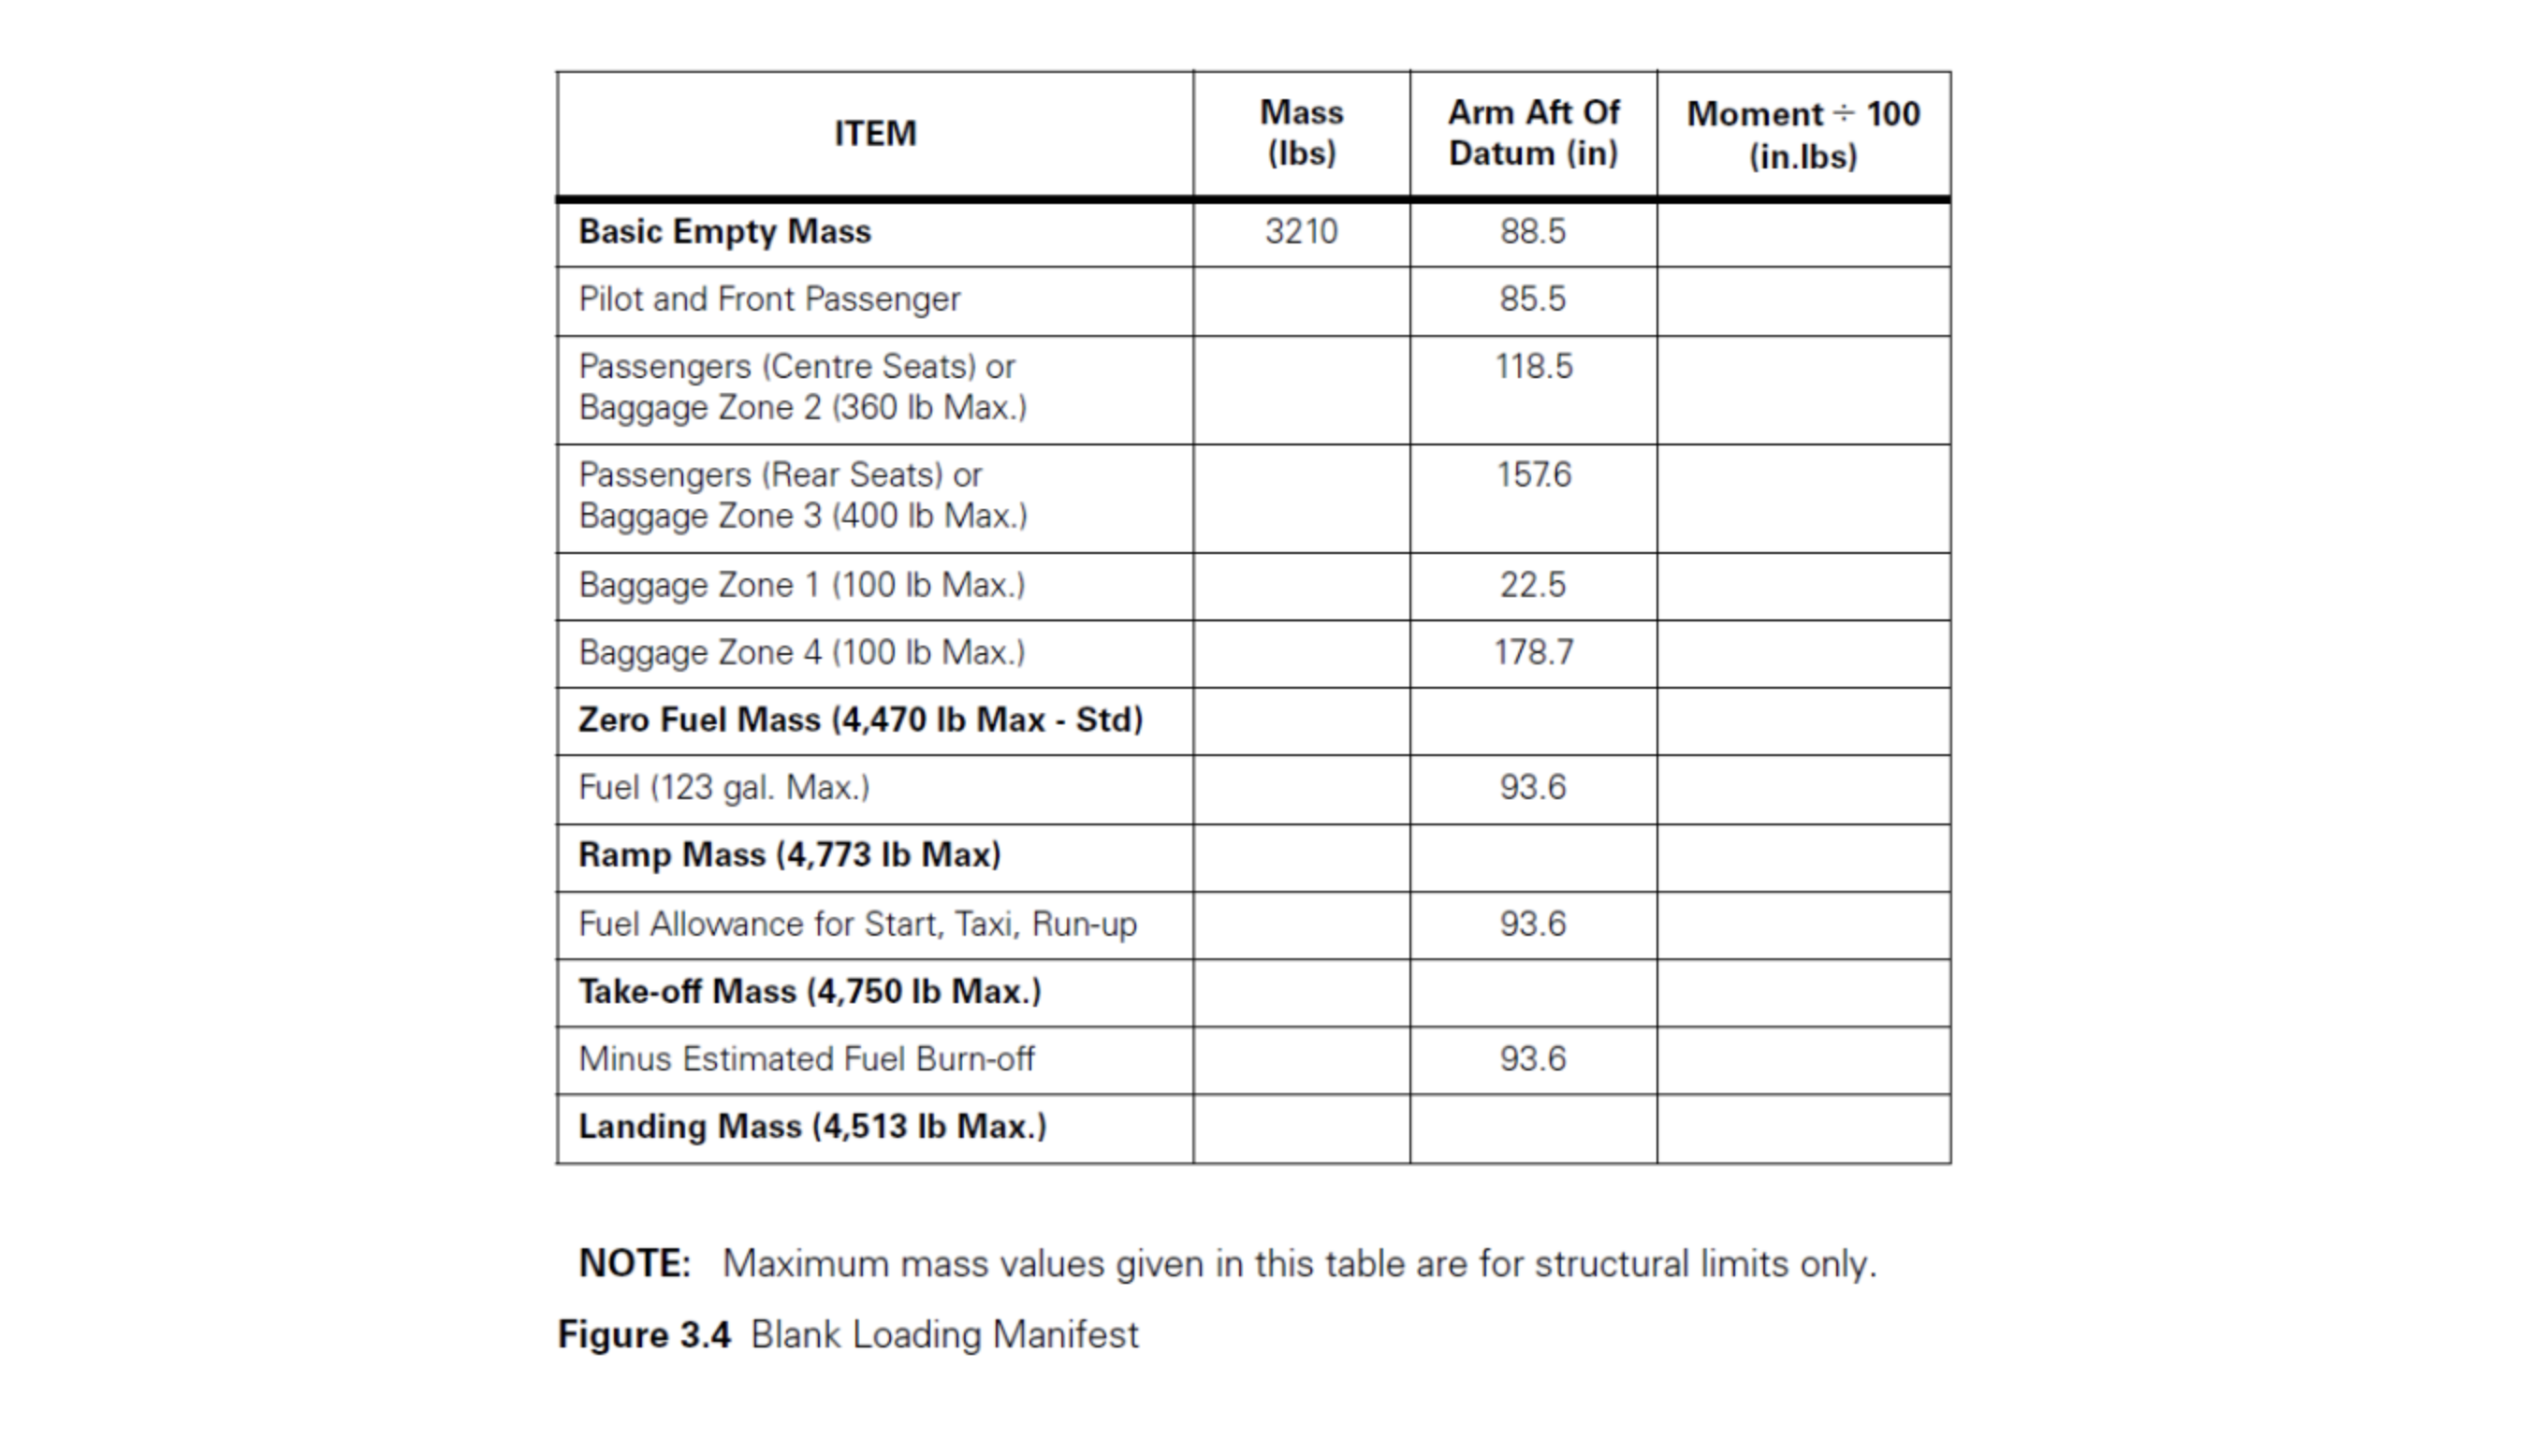 ITEM
Mass
(lbs)
Arm Aft Of
Datum (in)
Moment ÷ 100
(in.lbs)
Basic Empty Mass 3210 88.5
Pilot and Front Passenger 85.5
Passengers (Centre Seats) or 118.5
Baggage Zone 2 (360 lb Max.)
Passengers (Rear Seats) or 157.6
Baggage Zone 3 (400 lb Max.)
Baggage Zone 1 (100 lb Max.) 22.5
Baggage Zone 4 (100 lb Max.) 178.7
Zero Fuel Mass (4,470 lb Max - Std)
Fuel (123 gal. Max.) 93.6
Ramp Mass (4,773 lb Max)
Fuel Allowance for Start, Taxi, Run-up 93.6
Take-off Mass (4,750 lb Max.)
Minus Estimated Fuel Burn-off 93.6
Landing Mass (4,513 lb Max.)
NOTE: Maximum mass values given in this table are for structural limits only.
Figure 3.4 Blank Loading Manifest